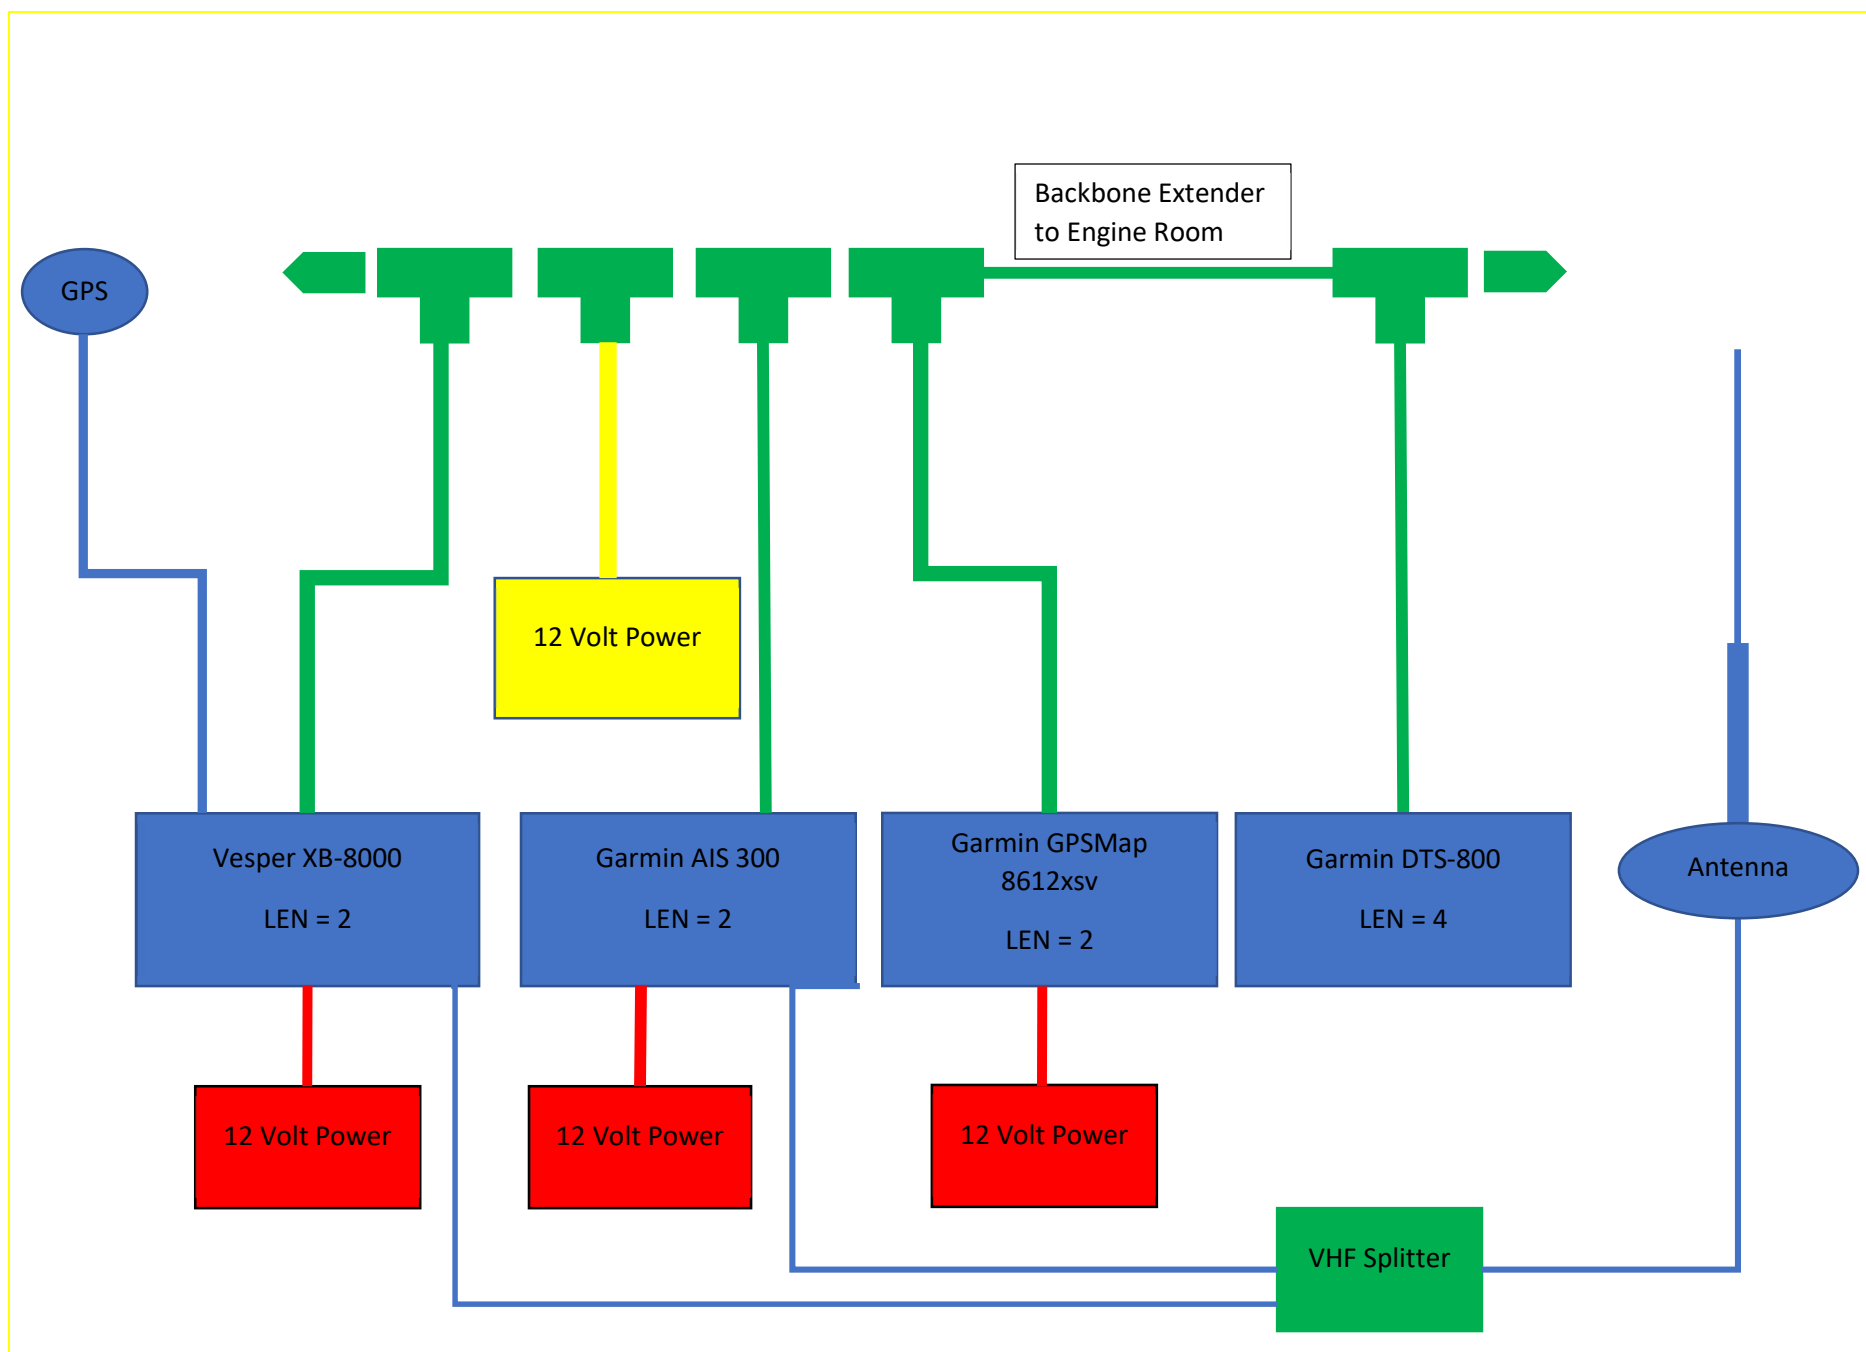 Backbone Extender
to Engine Room
GPS
12 Volt Power
Vesper XB-8000
LEN = 2
Garmin AIS 300
LEN = 2
Garmin GPSMap
8612xsv
LEN = 2
Garmin DTS-800
LEN = 4
Antenna
12 Volt Power
12 Volt Power
12 Volt Power
VHF Splitter